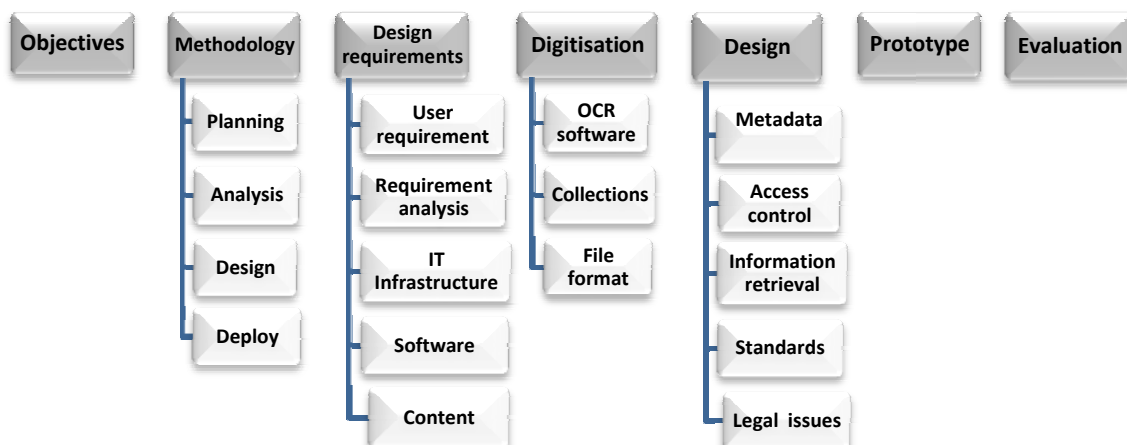 Objectives
Methodology
Planning
Analysis
Design
Deploy
Design
requirements
User
requirement
Requirement
analysis
IT
Infrastructure
Software
Content
Digitisation
OCR
software
Collections
File
format
Design
Metadata
Access
control
Information
retrieval
Standards
Legal issues
Prototype
Evaluation